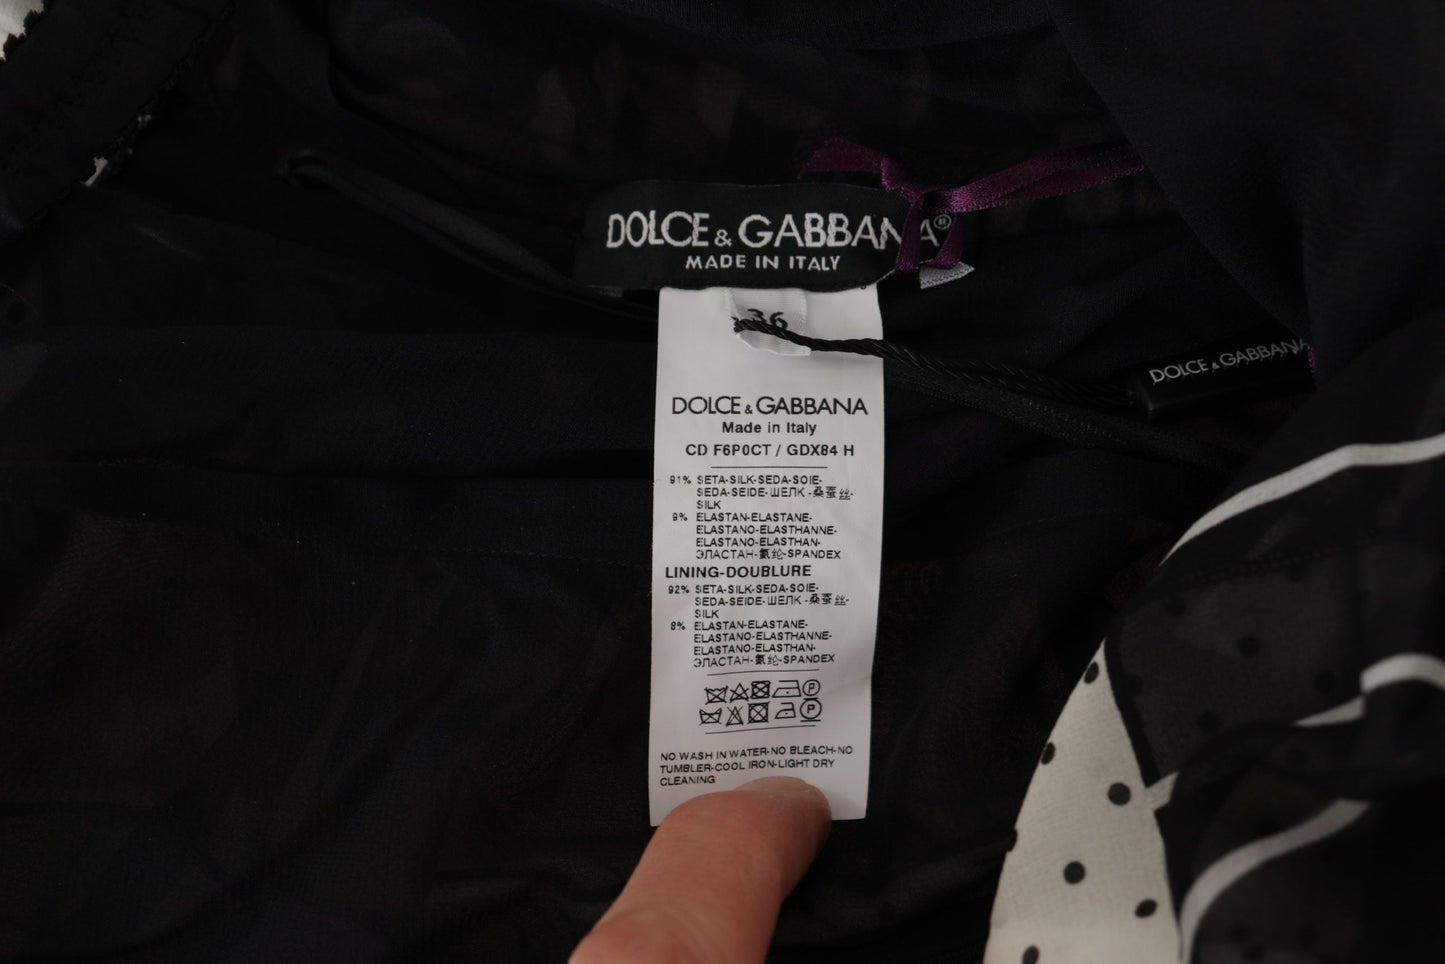 DOLCE & GABBANA®
MADE IN ITALY
36
DOLCE & GABBANA
DOLCE & GABBANA
Made in Italy
CD F6P0CT / GDX84 H
91% SETA-SILK-SEDA-SOIE-
SEDA-SEIDE-ШЕЛК -桑蚕丝-
SILK
9% ELASTAN-ELASTANE-
ELASTANO-ELASTHANNE-
ELASTANO-ELASTHAN-
ЭЛАСТАН-氨纶-SPANDEX
LINING-DOUBLURE
92% SETA-SILK-SEDA-SOIE-
SEDA-SEIDE-ШЕЛК -桑蚕丝-
SILK
8% ELASTAN-ELASTANE-
ELASTANO-ELASTHANNE-
ELASTANO-ELASTHAN-
ЭЛАСТАН-氨纶-SPANDEX
P
P
NO WASH IN WATER-NO BLEACH-NO
TUMBLER-COOL IRON-LIGHT DRY
CLEANING